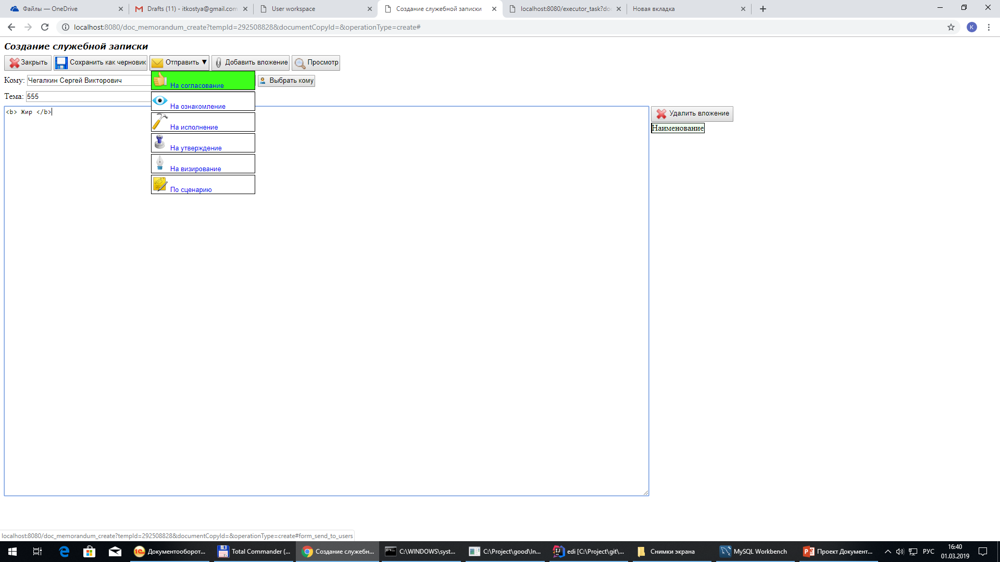 Файлы — OneDrive
Drafts (11) - itkostya@gmail.com
User workspace
Создание служебной записки
localhost:8080/executor_task?do
Новая вкладка
localhost:8080/doc_memorandum_create?tempId=292508828&documentCopyId=&operationType=create#
K
Создание служебной записки
Закрыть
Сохранить как черновик
Отправить ▼
Добавить вложение
Просмотр
Кому: Чегалкин Сергей Викторович
Выбрать кому
Тема: 555
На согласование
На ознакомление
На исполнение
На утверждение
На визирование
По сценарию
<b> Жир </b>
Удалить вложение
Наименование
localhost:8080/doc_memorandum_create?tempId=292508828&documentCopyId=&operationType=create#form_send_to_users
Документооборот...
Total Commander (...
Создание служебн...
C:\WINDOWS\syst...
C:\Project\good\In...
edi [C:\Project\git\...
Снимки экрана
MySQL Workbench
Проект Документ...
РУС
16:40
01.03.2019